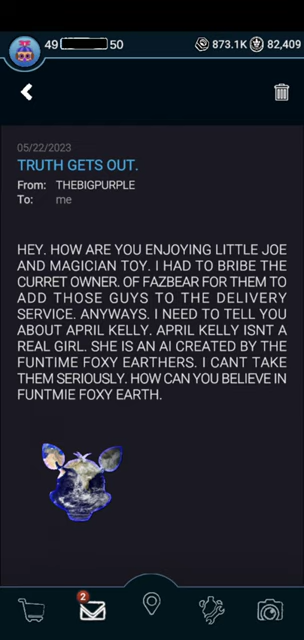 49 50 873.1K 82,409
05/22/2023
TRUTH GETS OUT.
From: THEBIGPURPLE
To: me
HEY. HOW ARE YOU ENJOYING LITTLE JOE
AND MAGICIAN TOY. I HAD TO BRIBE THE
CURRET OWNER. OF FAZBEAR FOR THEM TO
ADD THOSE GUYS TO THE DELIVERY
SERVICE. ANYWAYS. I NEED TO TELL YOU
ABOUT APRIL KELLY. APRIL KELLY ISNT A
REAL GIRL. SHE IS AN AI CREATED BY THE
FUNTIME FOXY EARTHERS. I CANT TAKE
THEM SERIOUSLY. HOW CAN YOU BELIEVE IN
FUNTMIE FOXY EARTH.
2